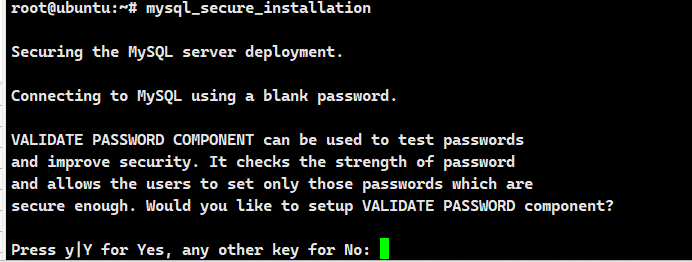 root@ubuntu:~# mysql_secure_installation
Securing the MySQL server deployment.
Connecting to MySQL using a blank password.
VALIDATE PASSWORD COMPONENT can be used to test passwords
and improve security. It checks the strength of password
and allows the users to set only those passwords which are
secure enough. Would you like to setup VALIDATE PASSWORD component?
Press y|Y for Yes, any other key for No: